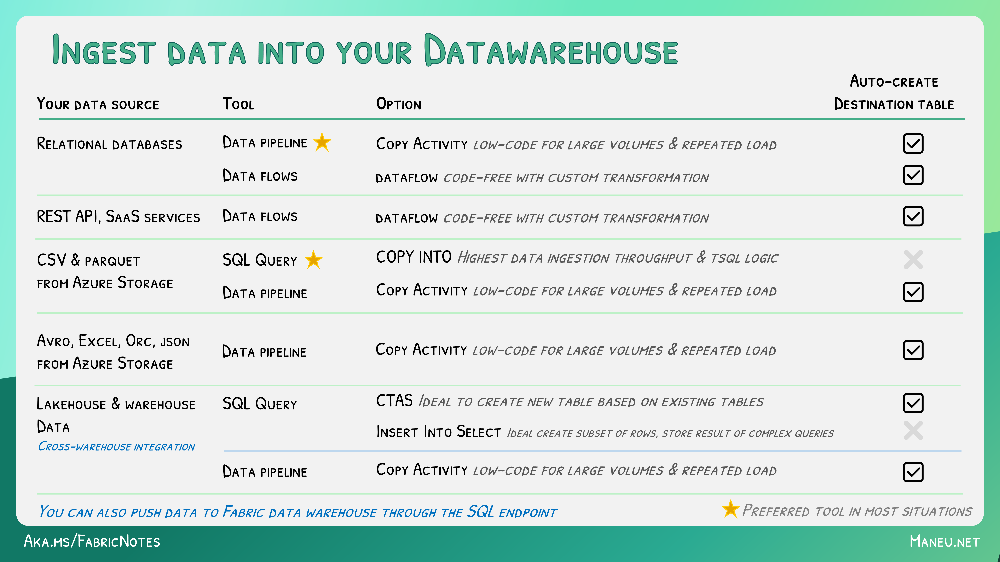 Ingest data into your Datawarehouse
Auto-create
Your data source Tool Option Destination table
Relational databases Data pipeline Copy Activity low-code for large volumes & repeated load
Data flows dataflow code-free with custom transformation
REST API, SaaS services Data flows dataflow code-free with custom transformation
CSV & parquet SQL Query COPY INTO Highest data ingestion throughput & tsql logic
from Azure Storage
Data pipeline Copy Activity low-code for large volumes & repeated load
Avro, Excel, Orc, json
from Azure Storage
Data pipeline Copy Activity low-code for large volumes & repeated load
Lakehouse & warehouse SQL Query CTAS Ideal to create new table based on existing tables
Data
Insert Into Select Ideal create subset of rows, store result of complex queries
Cross-warehouse integration
Data pipeline Copy Activity low-code for large volumes & repeated load
You can also push data to Fabric data warehouse through the SQL endpoint
Preferred tool in most situations
Aka.ms/FabricNotes
Maneu.net